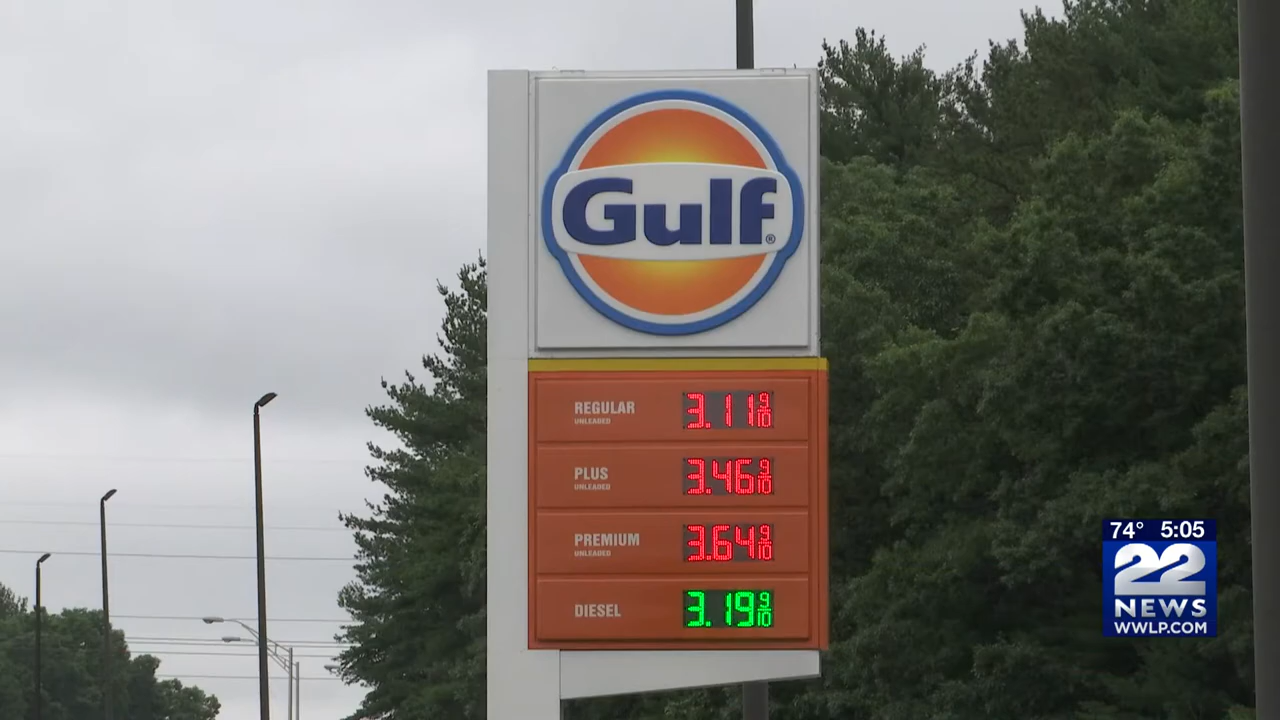 Gulf®
REGULAR 3.11 9/10
UNLEADED
PLUS 3.46 9/10
UNLEADED
PREMIUM 3.64 9/10
UNLEADED
DIESEL 3.19 9/10
74° 5:05
22
NEWS
WWLP.COM